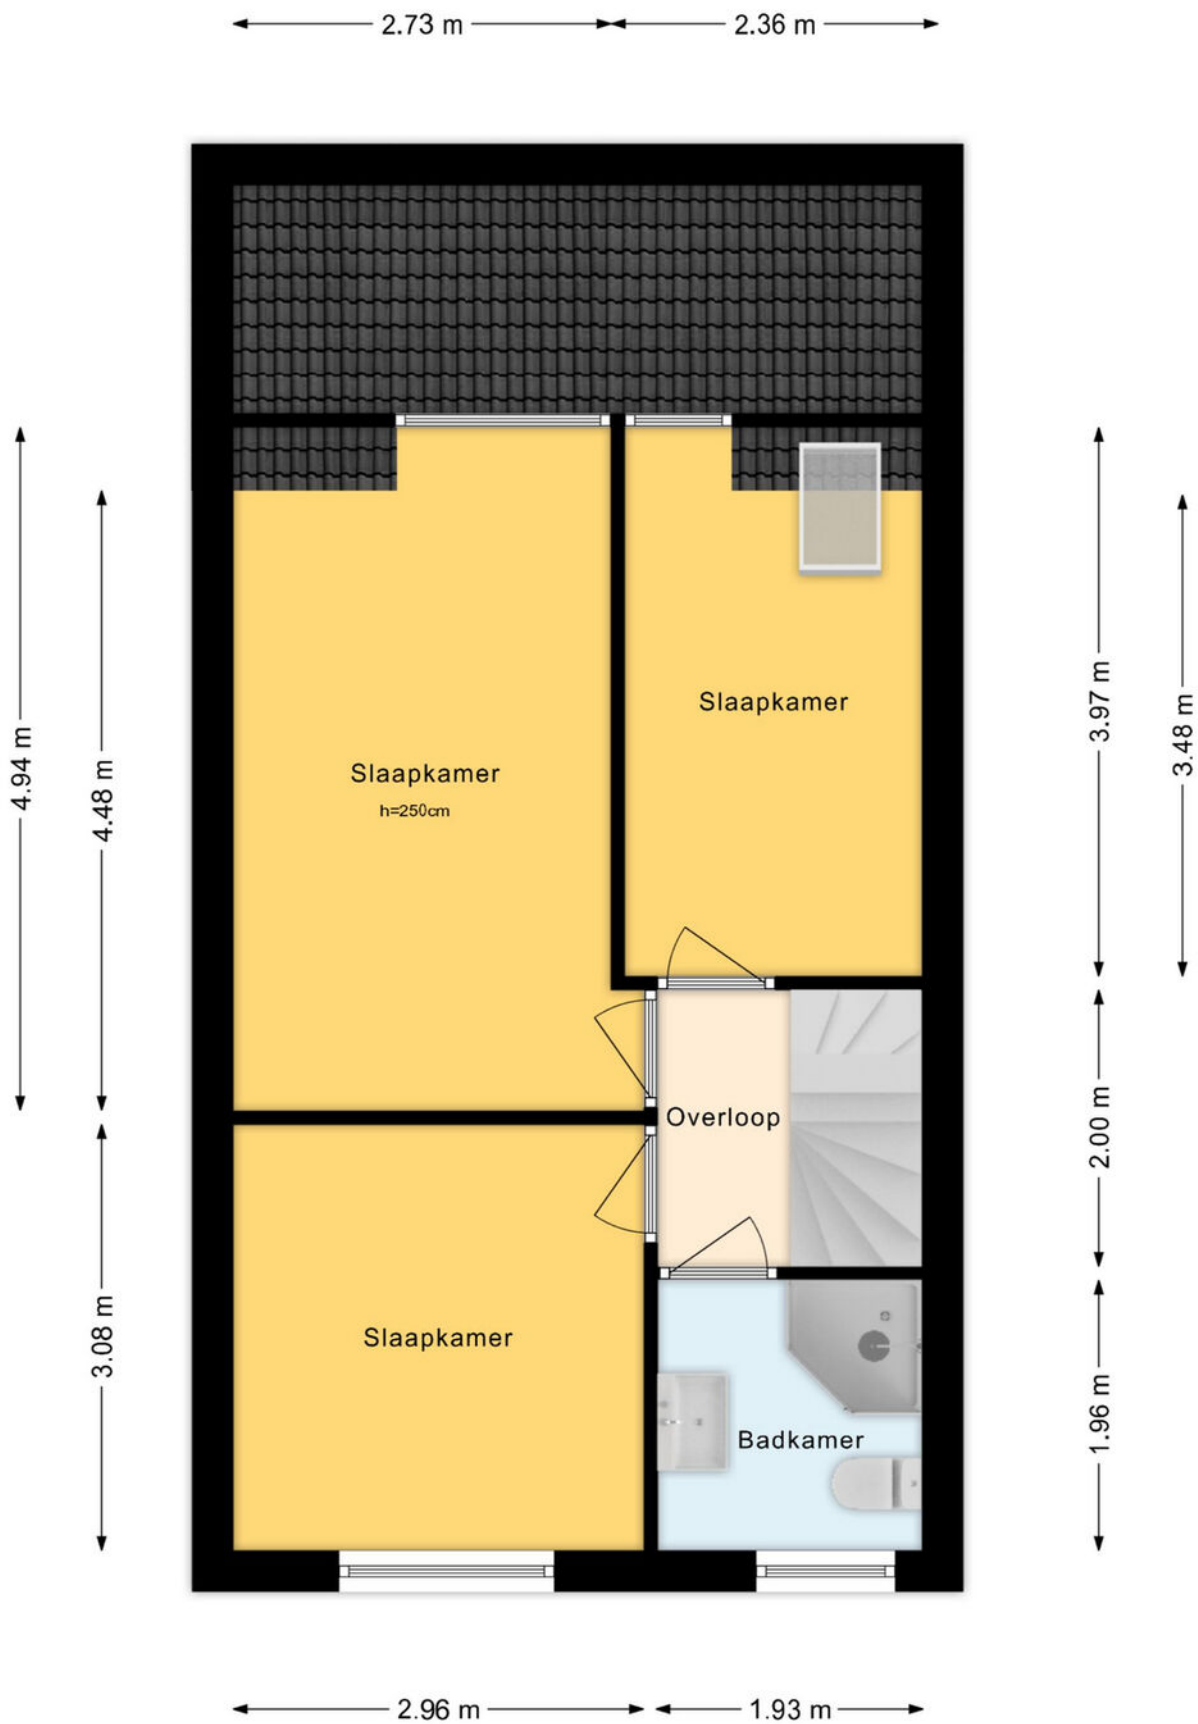 2.73 m
2.36 m
Slaapkamer
Slaapkamer
h=250cm
3.97 m
3.48 m
4.94 m
4.48 m
Overloop
2.00 m
Slaapkamer
3.08 m
Badkamer
1.96 m
2.96 m
1.93 m